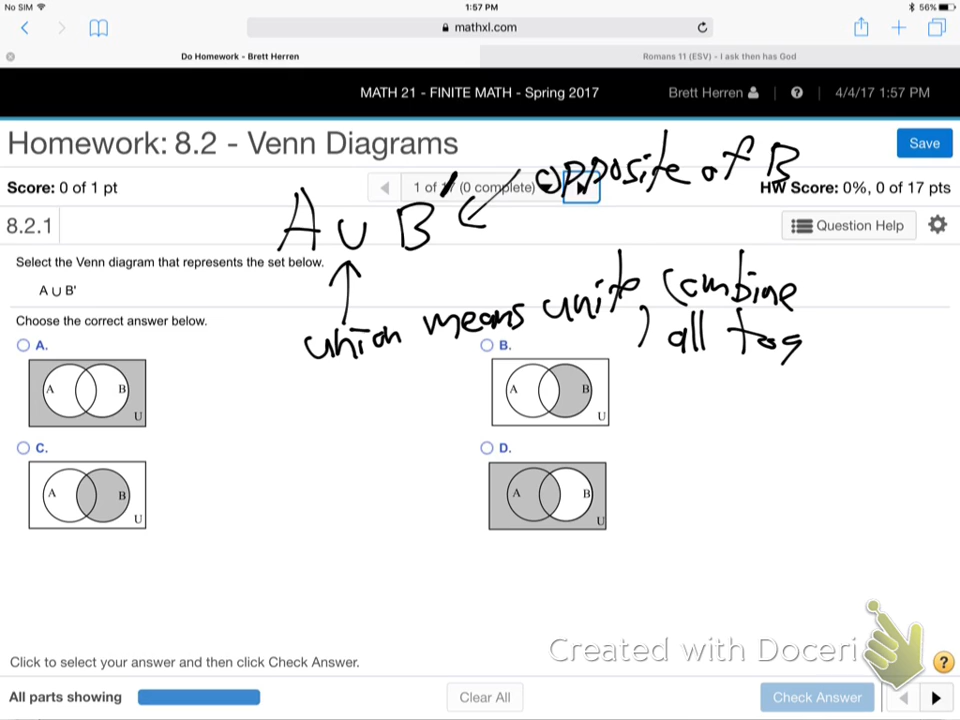 No SIM 1:57 PM 56%
mathxl.com
Do Homework - Brett Herren Romans 11 (ESV) - I ask then has God
MATH 21 - FINITE MATH - Spring 2017 Brett Herren ? 4/4/17 1:57 PM
Homework: 8.2 - Venn Diagrams Save
opposite of B
Score: 0 of 1 pt 1 of 17 (0 complete) HW Score: 0%, 0 of 17 pts
A ∪ B'
8.2.1 Question Help
Select the Venn diagram that represents the set below.
A ∪ B'
which means unite, combine
all tog
Choose the correct answer below.
A. B.
A B U A B U
C. D.
A B U A B U
Created with Doceri
Click to select your answer and then click Check Answer. ?
All parts showing Clear All Check Answer